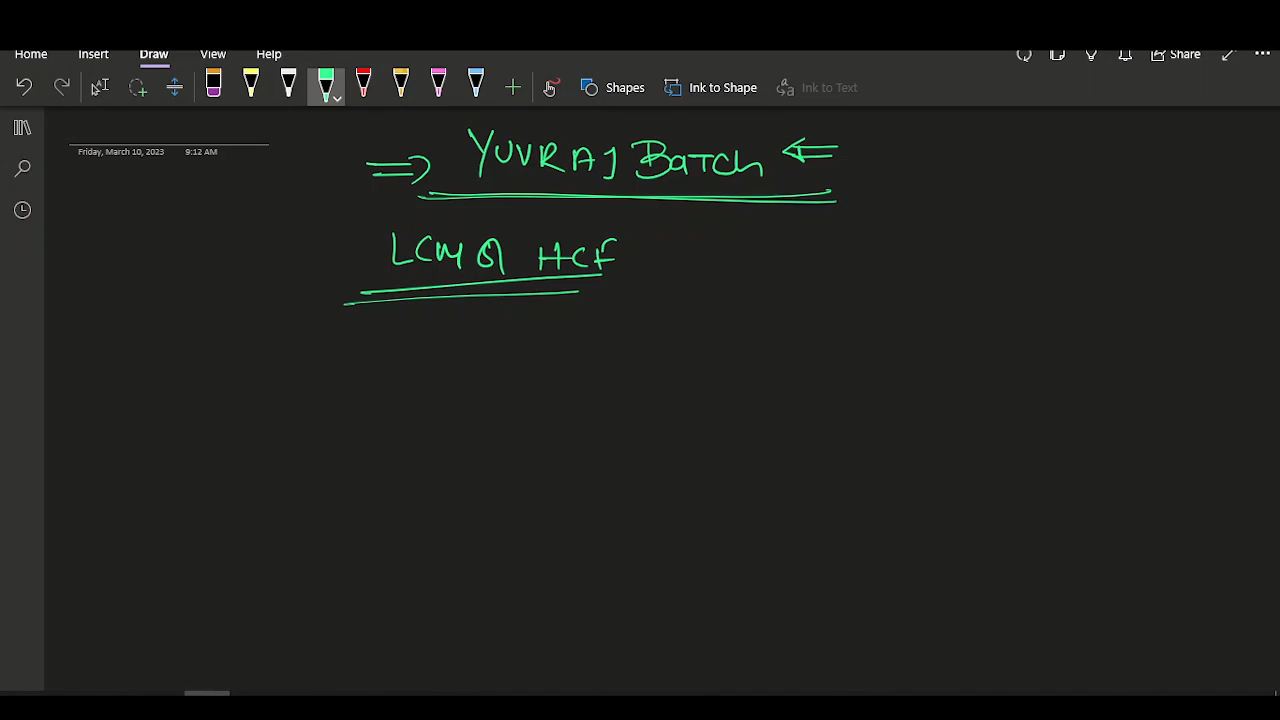 Home Insert Draw View Help Share
Shapes Ink to Shape Ink to Text
Friday, March 10, 2023 9:12 AM
⇒ YUVRAJ BATCh ⇐
LCM & HCF